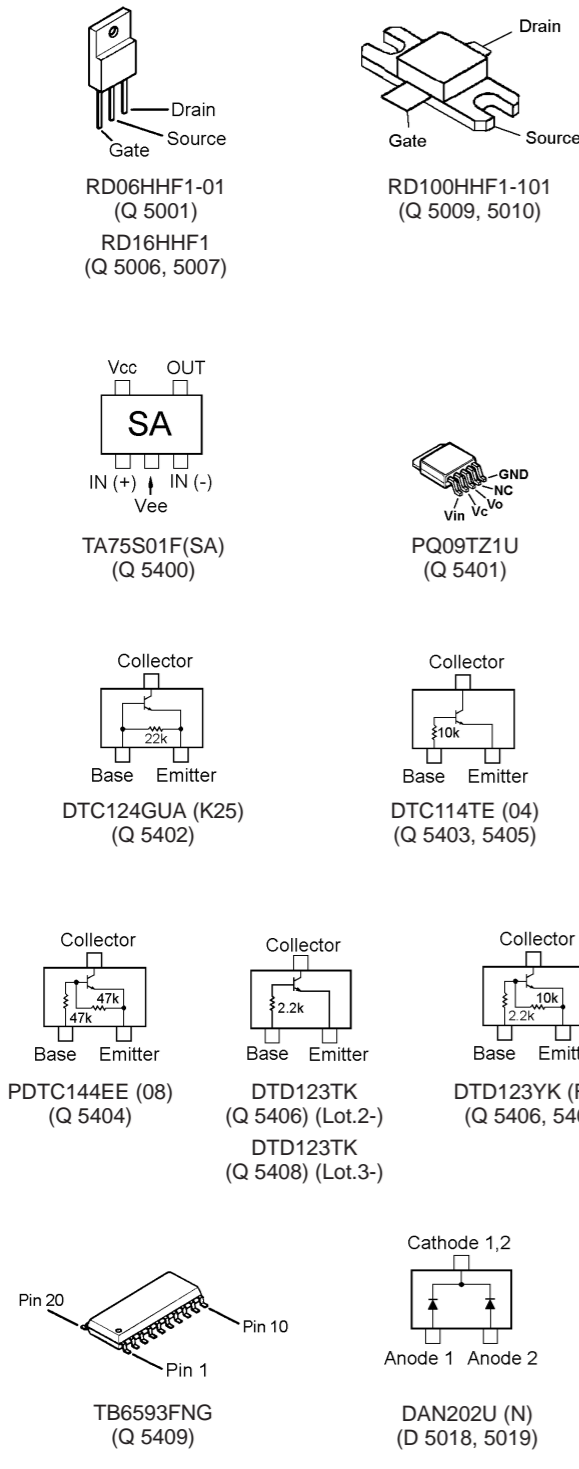 Drain
Source
Gate
RD06HHF1-01
(Q 5001)
RD16HHF1
(Q 5006, 5007)
Drain
Gate
Source
RD100HHF1-101
(Q 5009, 5010)
Vcc OUT
SA
IN (+) IN (-)
Vee
TA75S01F(SA)
(Q 5400)
GND
NC
Vo
Vc
Vin
PQ09TZ1U
(Q 5401)
Collector
22k
Base Emitter
DTC124GUA (K25)
(Q 5402)
Collector
10k
Base Emitter
DTC114TE (04)
(Q 5403, 5405)
Collector
47k
47k
Base Emitter
PDTC144EE (08)
(Q 5404)
Collector
2.2k
Base Emitter
DTD123TK
(Q 5406) (Lot.2-)
DTD123TK
(Q 5408) (Lot.3-)
Collector
10k
2.2k
Base
DTD123YK
(Q 5406,
Pin 20
Pin 10
Pin 1
TB6593FNG
(Q 5409)
Cathode 1,2
Anode 1 Anode 2
DAN202U (N)
(D 5018, 5019)